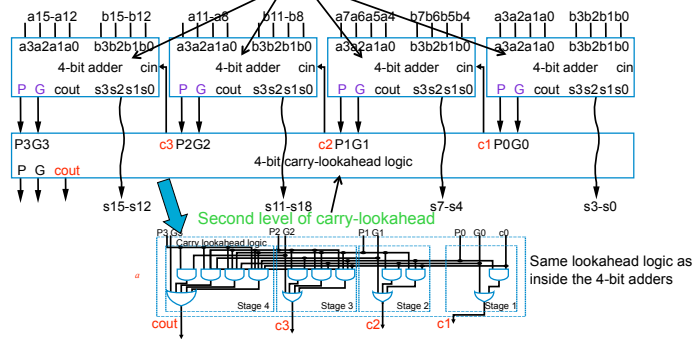 a15-a12 b15-b12 a11-a8 b11-b8 a7a6a5a4 b7b6b5b4 a3a2a1a0 b3b2b1b0
a3a2a1a0 b3b2b1b0 a3a2a1a0 b3b2b1b0 a3a2a1a0 b3b2b1b0 a3a2a1a0 b3b2b1b0
4-bit adder cin 4-bit adder cin 4-bit adder cin 4-bit adder cin
P G cout s3s2s1s0 P G cout s3s2s1s0 P G cout s3s2s1s0 P G cout s3s2s1s0
P3G3 c3 P2G2 c2 P1G1 c1 P0G0
4-bit carry-lookahead logic
P G cout
s15-s12 s11-s18 s7-s4 s3-s0
Second level of carry-lookahead
P3 G3 P2 G2 P1 G1 P0 G0 c0
Carry lookahead logic
Same lookahead logic as
inside the 4-bit adders
a
Stage 4 Stage 3 Stage 2 Stage 1
cout c3 c2 c1